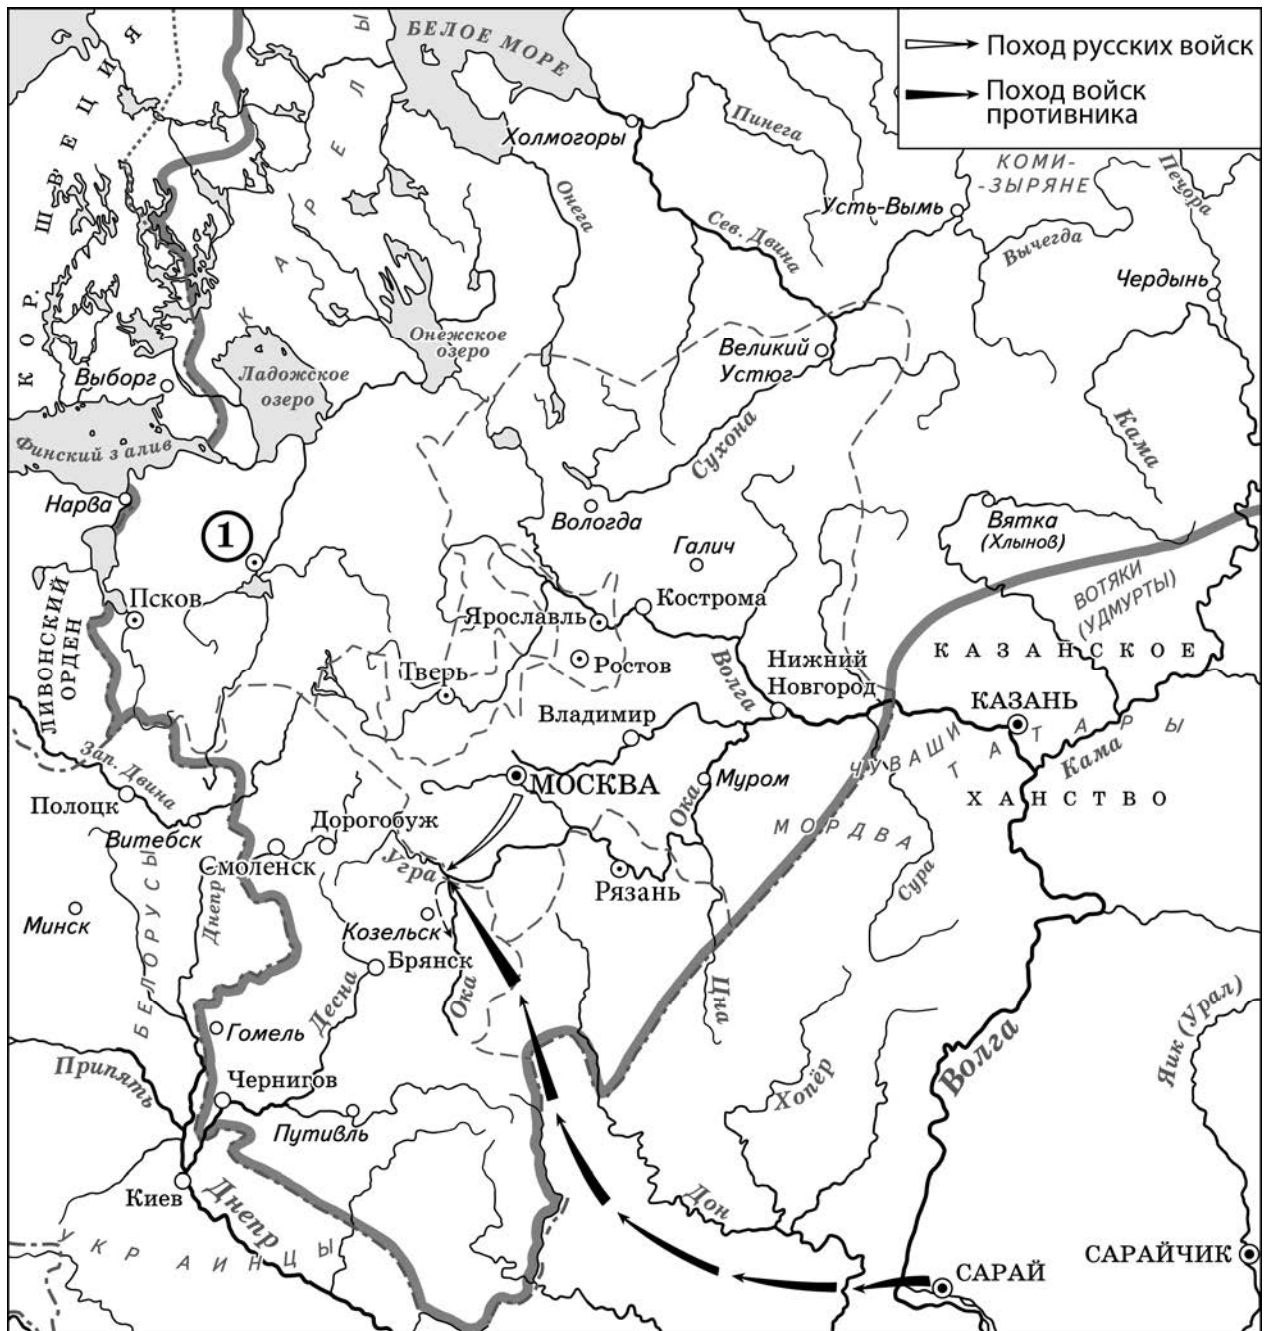 БЕЛОЕ МОРЕ
Поход русских войск
Поход войск
противника
КОР. ШВЕЦИЯ
КАРЕЛЫ
Холмогоры
Пинега
КОМИ-
-ЗЫРЯНЕ
Печора
Онега
Сев. Двина
Усть-Вымь
Вычегда
Чердынь
Онежское
озеро
Ладожское
озеро
Выборг
Великий
Устюг
Финский залив
Сухона
Кама
Нарва
1
Вологда
Вятка
(Хлынов)
Галич
ВОТЯКИ
(УДМУРТЫ)
ЛИВОНСКИЙ
ОРДЕН
Псков
Ярославль
Кострома
КАЗАНСКОЕ
Ростов
Волга
Нижний
Новгород
Тверь
КАЗАНЬ
Владимир
ЧУВАШИ
ТАТАРЫ
Кама
Зап. Двина
МОСКВА
Муром
Ока
ХАНСТВО
Полоцк
Витебск
Дорогобуж
МОРДВА
Смоленск
Угра
Рязань
Сура
Минск
БЕЛОРУСЫ
Днепр
Козельск
Брянск
Ока
Цна
Десна
Гомель
Волга
Яик (Урал)
Припять
Чернигов
Хопёр
Путивль
Киев
Днепр
Дон
УКРАИНЦЫ
САРАЙ
САРАЙЧИК